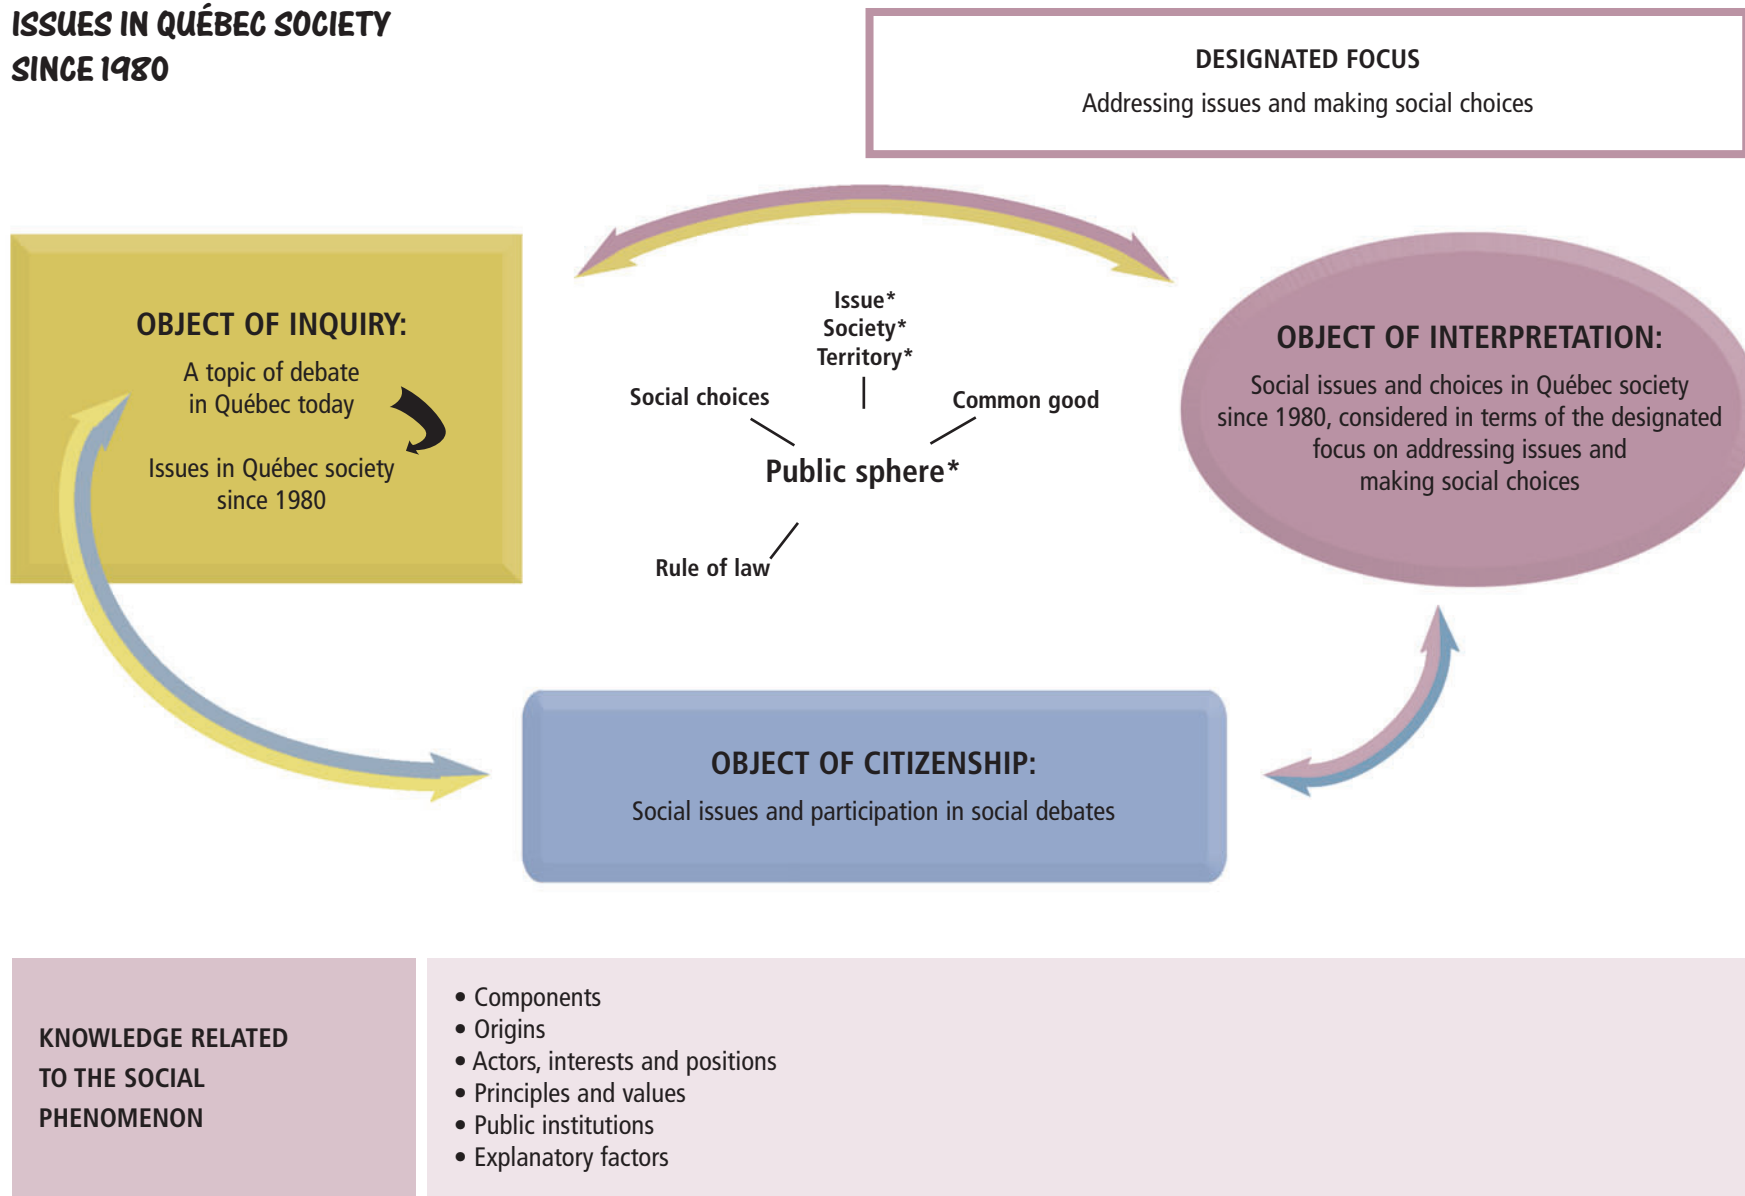 ISSUES IN QUÉBEC SOCIETY
SINCE 1980
DESIGNATED FOCUS
Addressing issues and making social choices
OBJECT OF INQUIRY:
A topic of debate
in Québec today
Issues in Québec society
since 1980
Issue*
Society*
Territory*
Social choices
Common good
Public sphere*
Rule of law
OBJECT OF INTERPRETATION:
Social issues and choices in Québec society
since 1980, considered in terms of the designated
focus on addressing issues and
making social choices
OBJECT OF CITIZENSHIP:
Social issues and participation in social debates
KNOWLEDGE RELATED
TO THE SOCIAL
PHENOMENON
• Components
• Origins
• Actors, interests and positions
• Principles and values
• Public institutions
• Explanatory factors